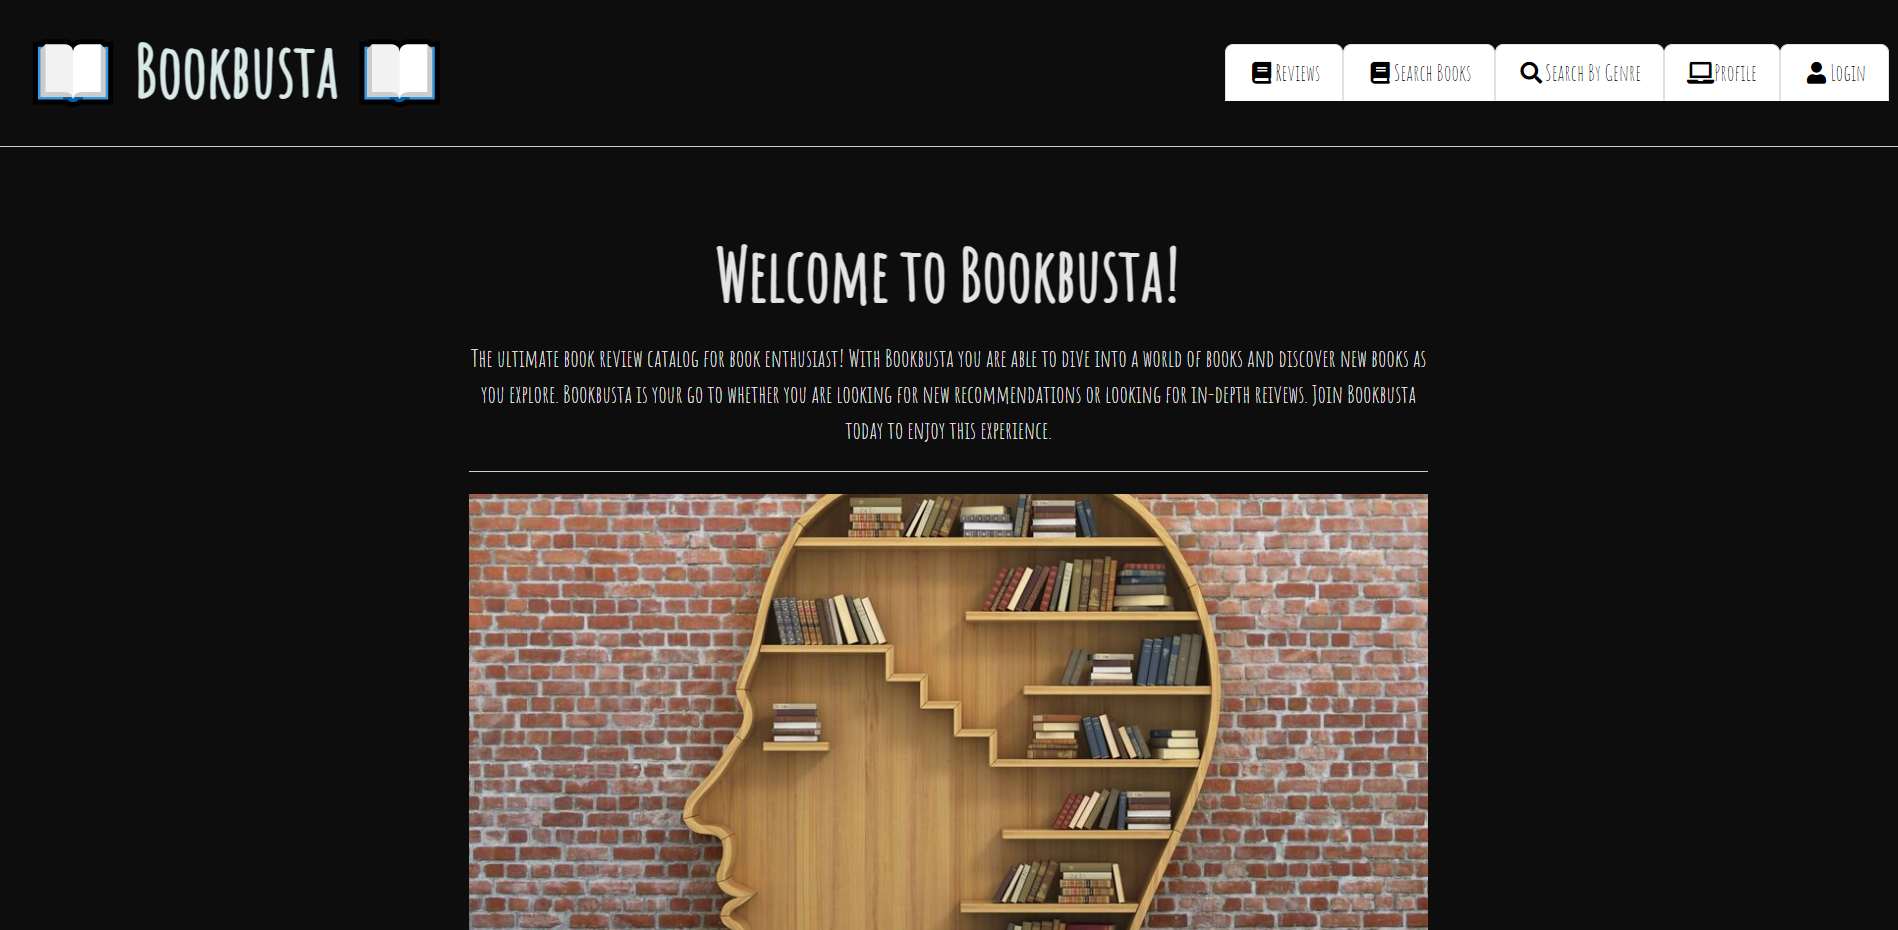 Bookbusta
Reviews
Search Books
Search By Genre
Profile
Login
Welcome to Bookbusta!
The ultimate book review catalog for book enthusiast! With Bookbusta you are able to dive into a world of books and discover new books as
you explore. Bookbusta is your go to whether you are looking for new recommendations or looking for in-depth reivews. Join Bookbusta
today to enjoy this experience.